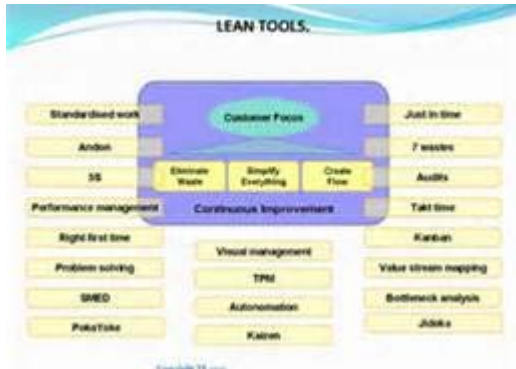 LEAN TOOLS.
Customer Focus
Eliminate Waste
Simplify Everything
Create Flow
Continuous Improvement
Standardised work
Andon
5S
Performance management
Right first time
Problem solving
SMED
PokaYoke
Visual management
TPM
Autonomation
Kaizen
Just in time
7 wastes
Audits
Takt time
Kanban
Value stream mapping
Bottleneck analysis
Jidoka